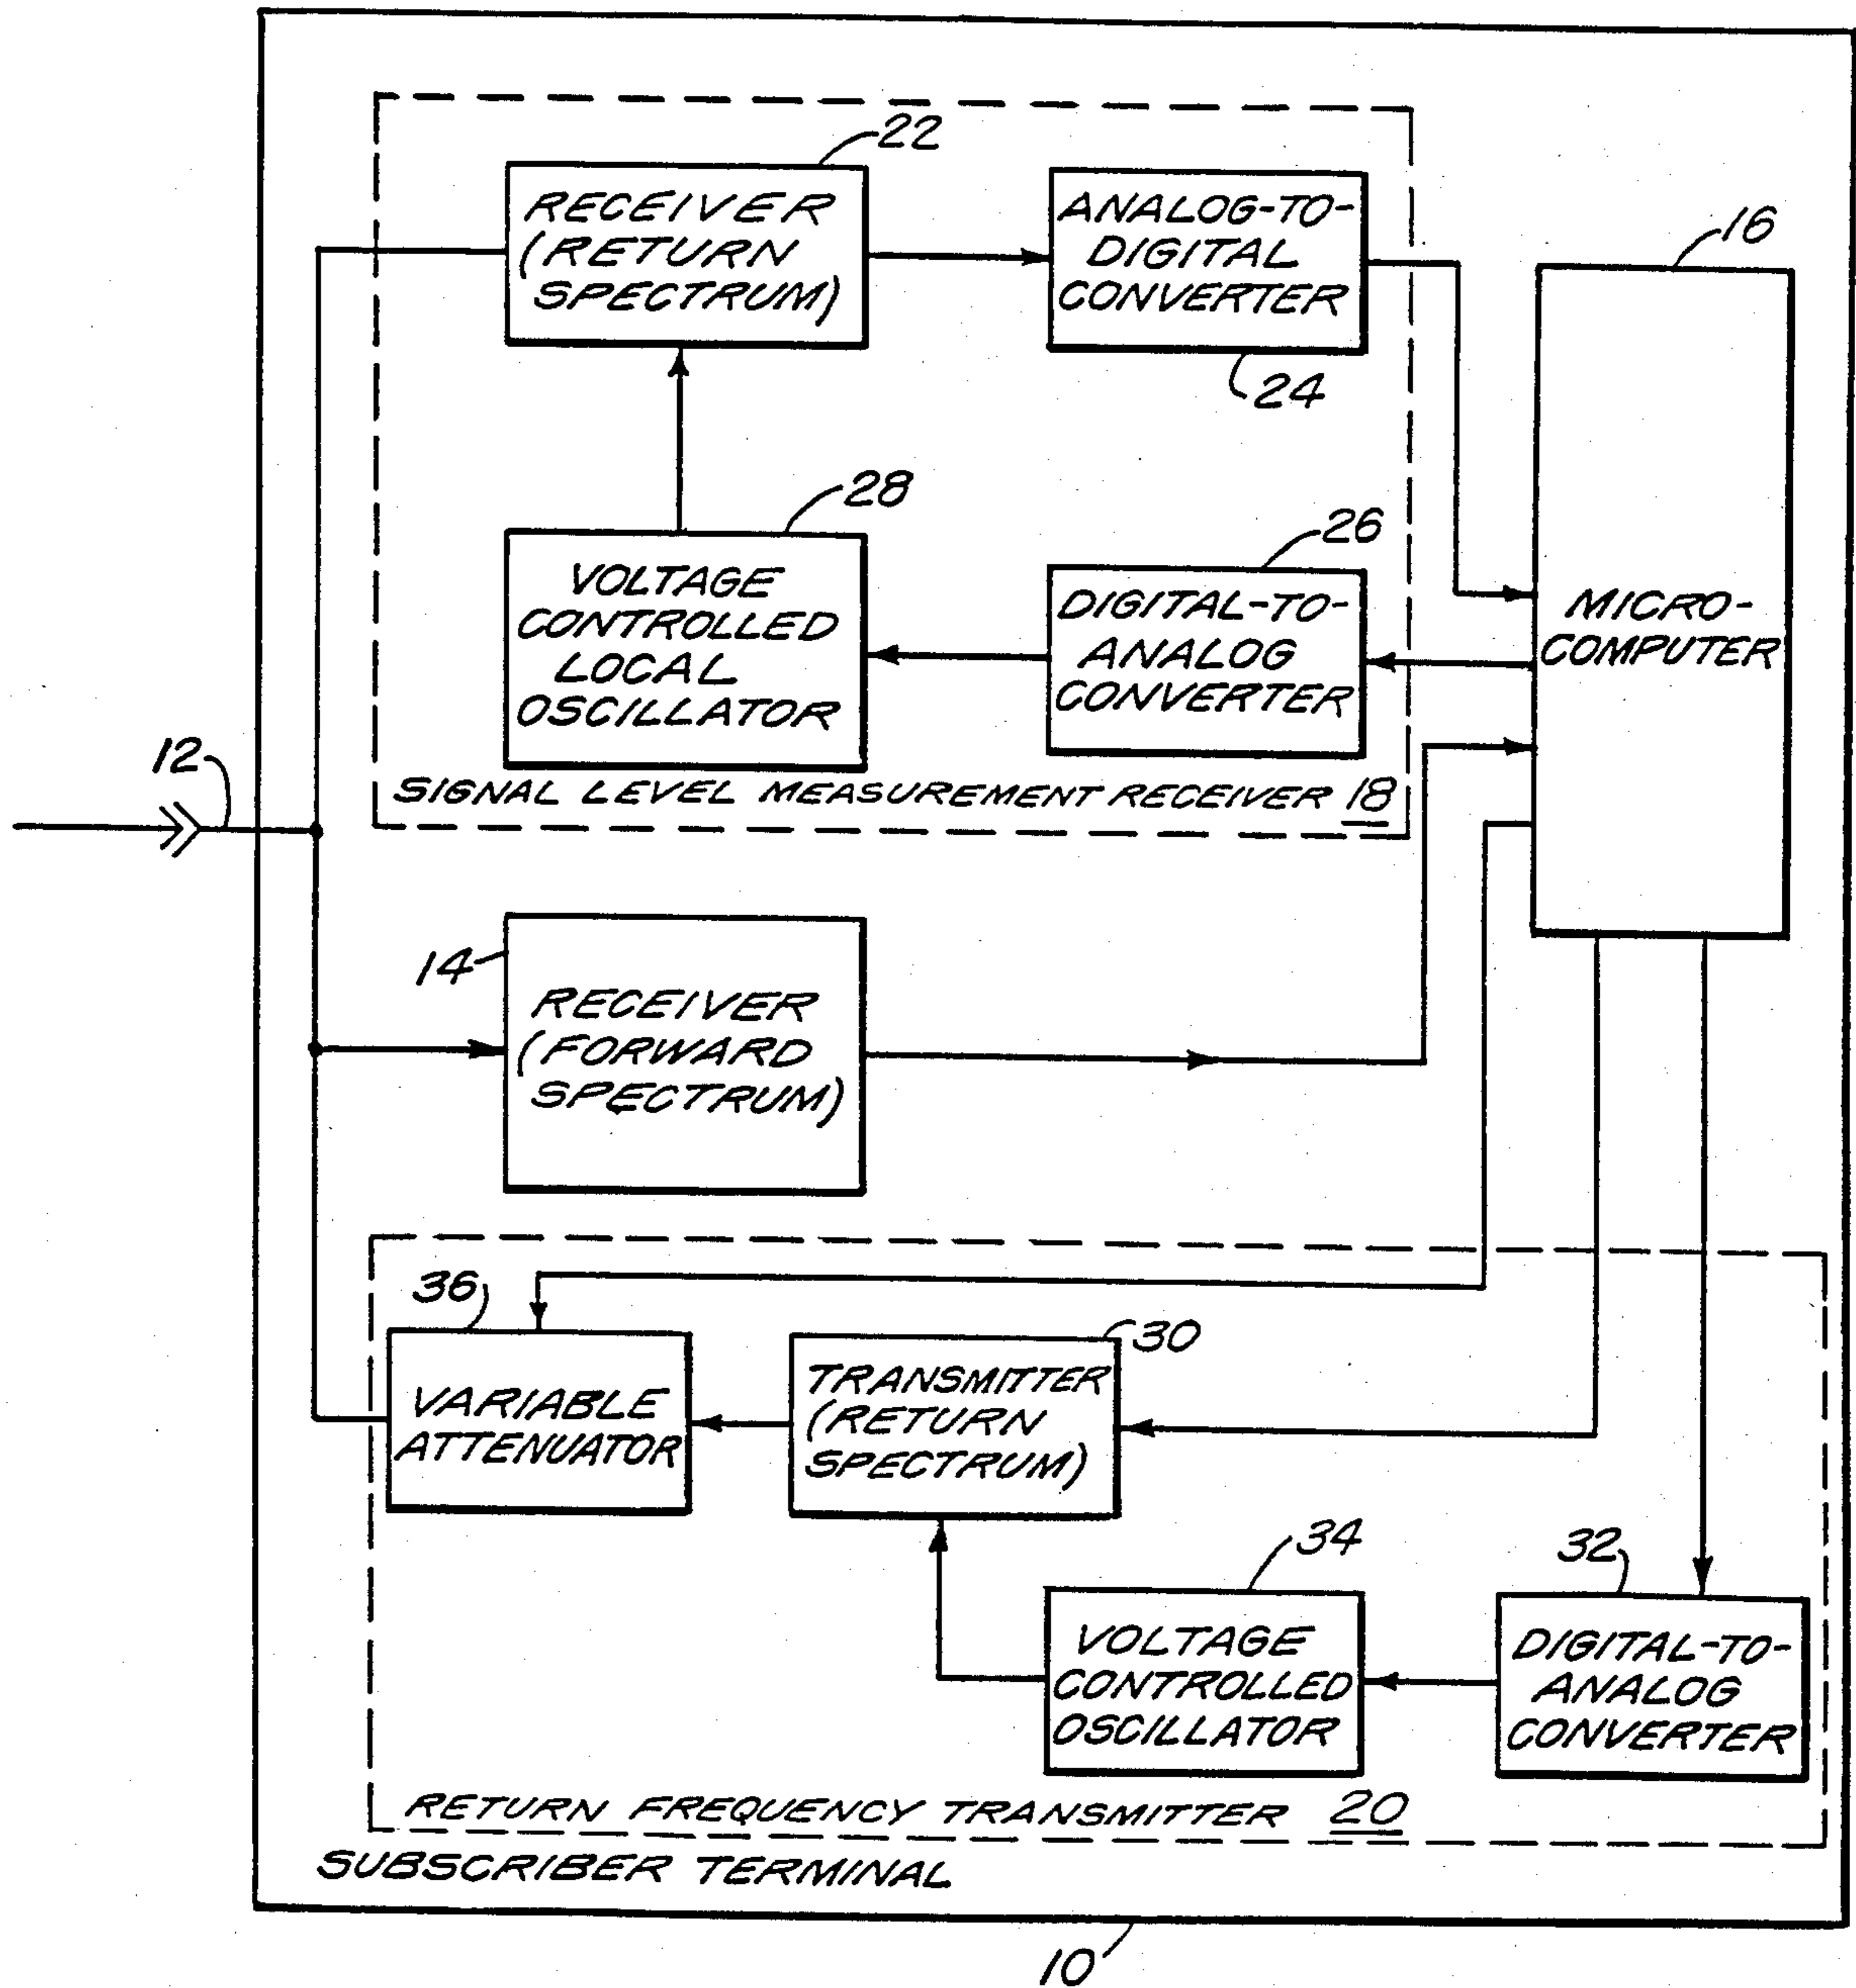 22
RECEIVER
(RETURN
SPECTRUM)
ANALOG-TO-
DIGITAL
CONVERTER
24
16
MICRO-
COMPUTER
28
VOLTAGE
CONTROLLED
LOCAL
OSCILLATOR
26
DIGITAL-TO-
ANALOG
CONVERTER
SIGNAL LEVEL MEASUREMENT RECEIVER 18
12
14
RECEIVER
(FORWARD
SPECTRUM)
36
VARIABLE
ATTENUATOR
30
TRANSMITTER
(RETURN
SPECTRUM)
34
VOLTAGE
CONTROLLED
OSCILLATOR
32
DIGITAL-TO-
ANALOG
CONVERTER
RETURN FREQUENCY TRANSMITTER 20
SUBSCRIBER TERMINAL
10